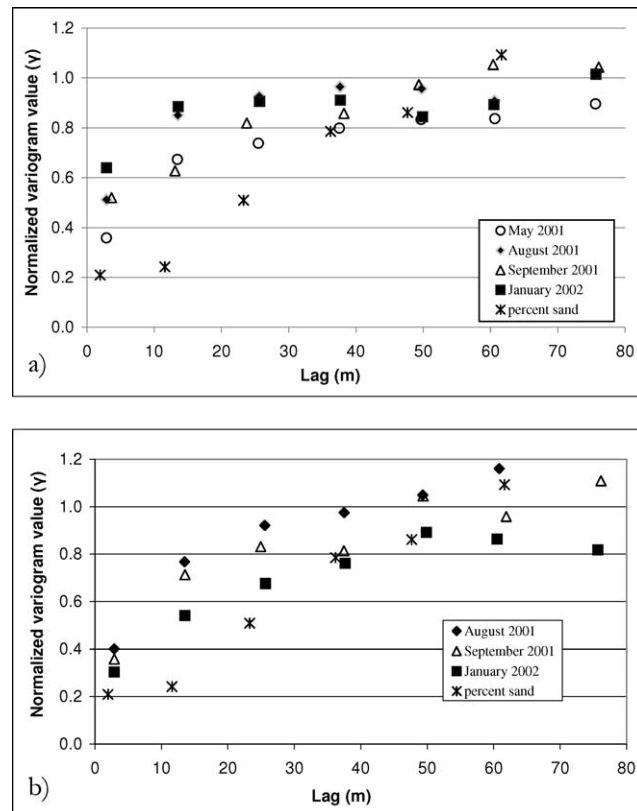 1.2
1.0
0.8
0.6
0.4
0.2
0.0
Normalized variogram value (γ)
May 2001
August 2001
September 2001
January 2002
percent sand
0 10 20 30 40 50 60 70 80
Lag (m)
a)
1.2
1.0
0.8
0.6
0.4
0.2
0.0
Normalized variogram value (γ)
August 2001
September 2001
January 2002
percent sand
0 10 20 30 40 50 60 70 80
Lag (m)
b)